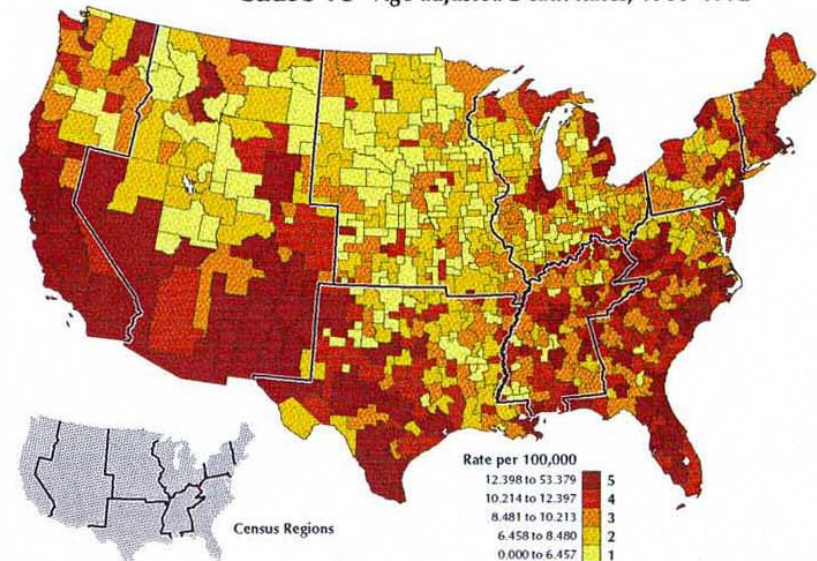 Rate per 100,000
12.398 to 53.379 5
10.214 to 12.397 4
8.481 to 10.213 3
6.458 to 8.480 2
0.000 to 6.457 1
Census Regions